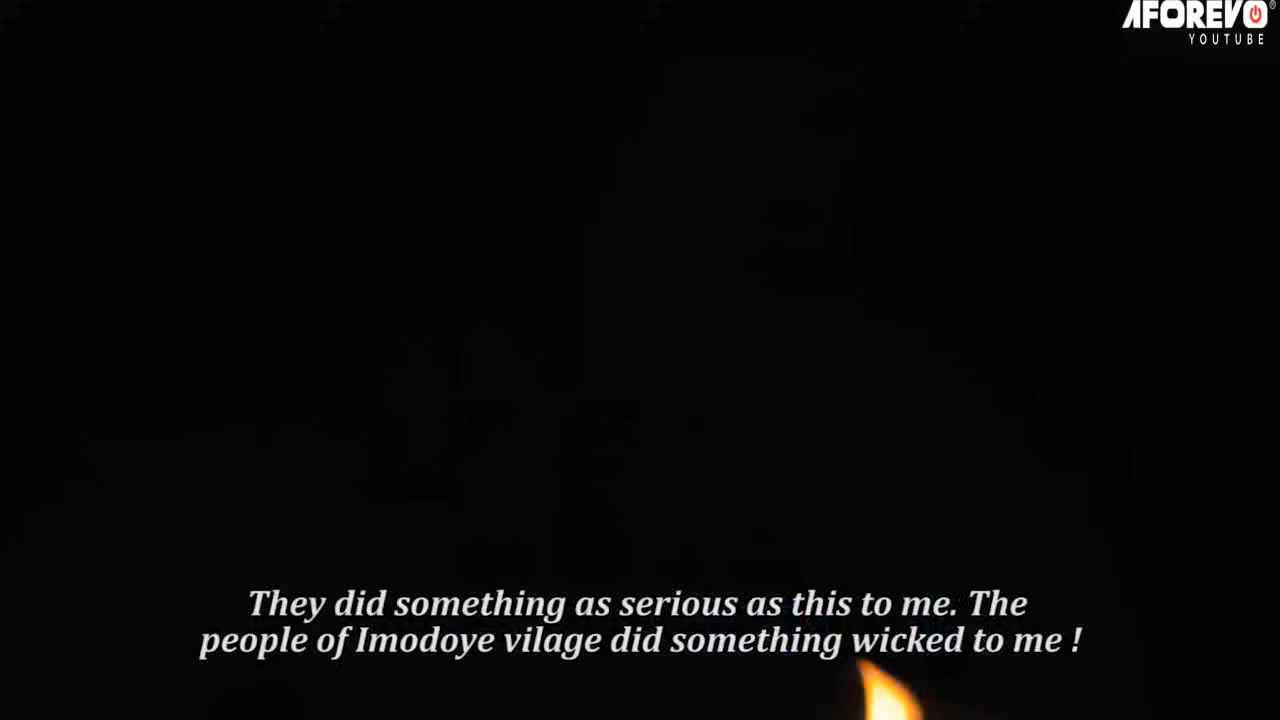 AFOREVO
YOUTUBE
They did something as serious as this to me. The
people of Imodoye vilage did something wicked to me !